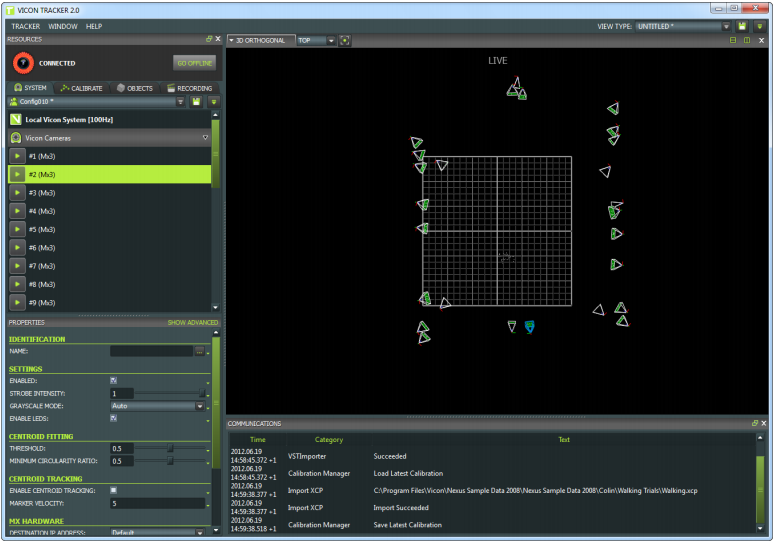 VICON TRACKER 2.0
TRACKER WINDOW HELP
VIEW TYPE: UNTITLED *
RESOURCES
CONNECTED
GO OFFLINE
SYSTEM CALIBRATE OBJECTS RECORDING
Config010 *
Local Vicon System [100Hz]
Vicon Cameras
#1 (Mx3)
#2 (Mx3)
#3 (Mx3)
#4 (Mx3)
#5 (Mx3)
#6 (Mx3)
#7 (Mx3)
#8 (Mx3)
#9 (Mx3)
PROPERTIES SHOW ADVANCED
IDENTIFICATION
NAME: ...
SETTINGS
ENABLED:
STROBE INTENSITY: 1
GRAYSCALE MODE: Auto
ENABLE LEDS:
CENTROID FITTING
THRESHOLD: 0.5
MINIMUM CIRCULARITY RATIO: 0.5
CENTROID TRACKING
ENABLE CENTROID TRACKING:
MARKER VELOCITY: 5
MX HARDWARE
DESTINATION IP ADDRESS: Default
3D ORTHOGONAL TOP
LIVE
COMMUNICATIONS
Time Category Text
2012.06.19
14:58:45.372 +1 VSTImporter Succeeded
2012.06.19
14:58:45.372 +1 Calibration Manager Load Latest Calibration
2012.06.19
14:59:38.377 +1 Import XCP C:\Program Files\Vicon\Nexus Sample Data 2008\Nexus Sample Data 2008\Colin\Walking Trials\Walking.xcp
2012.06.19
14:59:38.377 +1 Import XCP Import Succeeded
2012.06.19
14:59:38.518 +1 Calibration Manager Save Latest Calibration